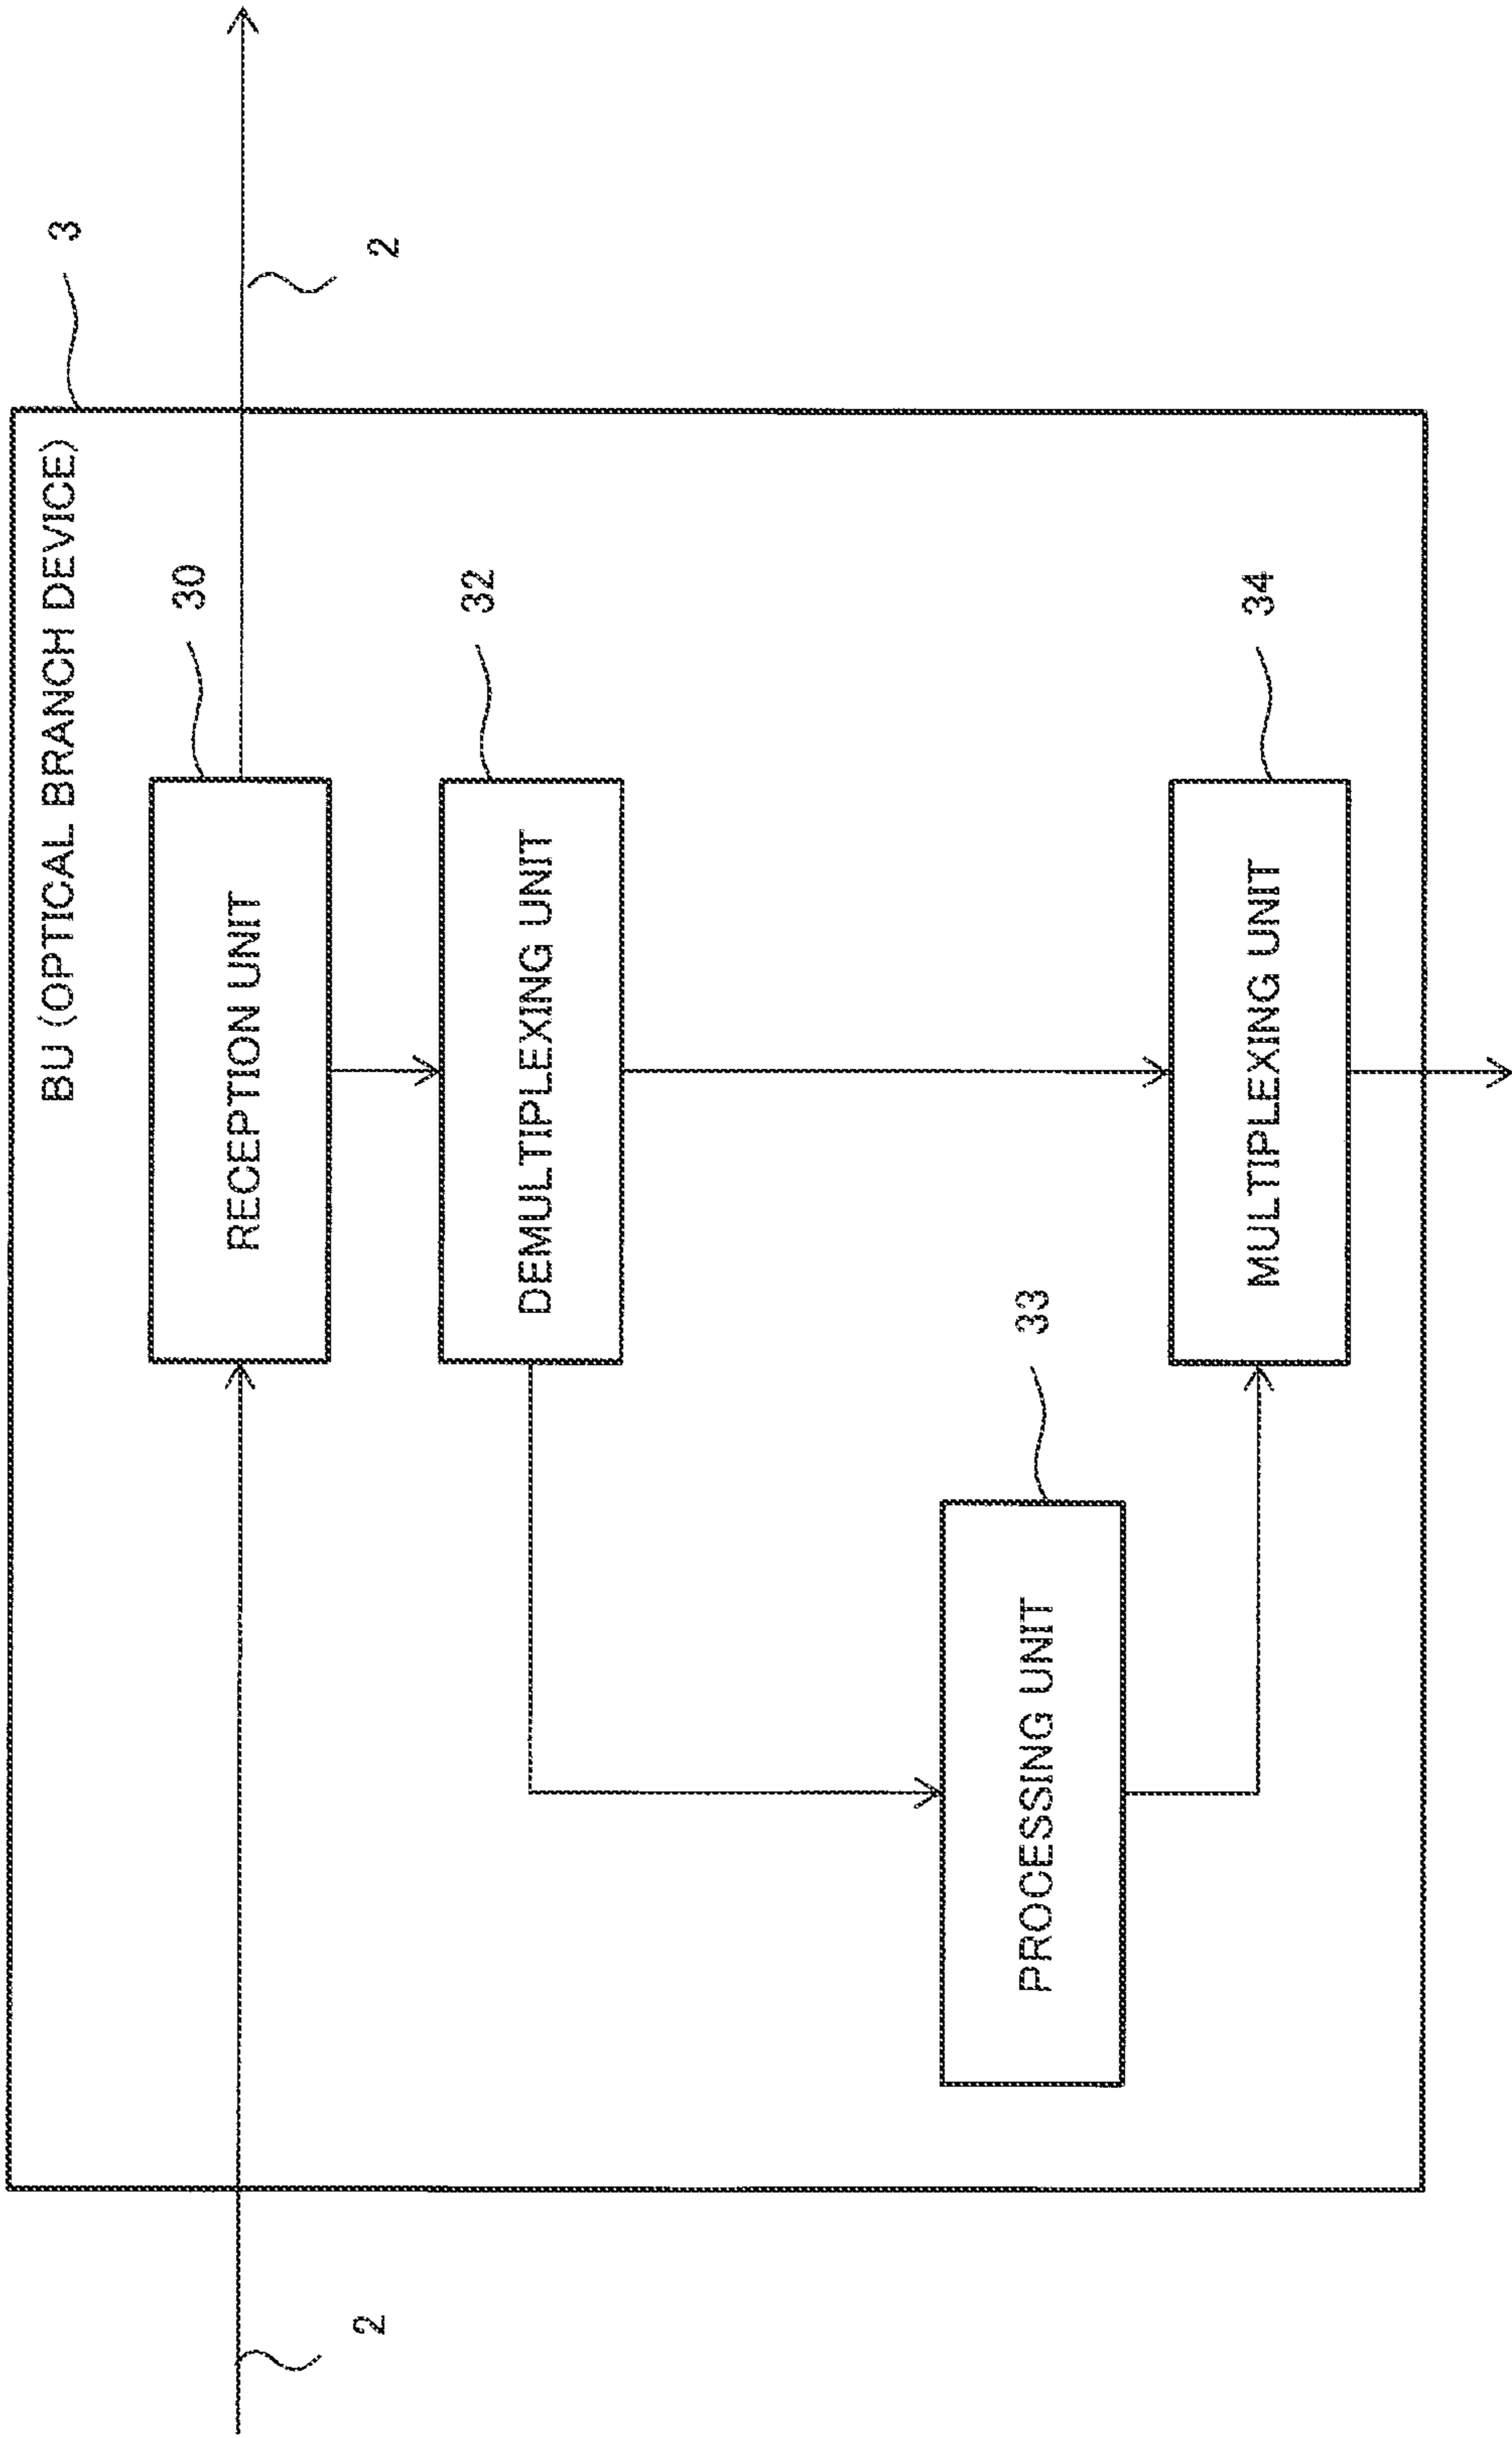 BU (OPTICAL BRANCH DEVICE)
3
2
2
RECEPTION UNIT
30
DEMULTIPLEXING UNIT
32
PROCESSING UNIT
33
MULTIPLEXING UNIT
34